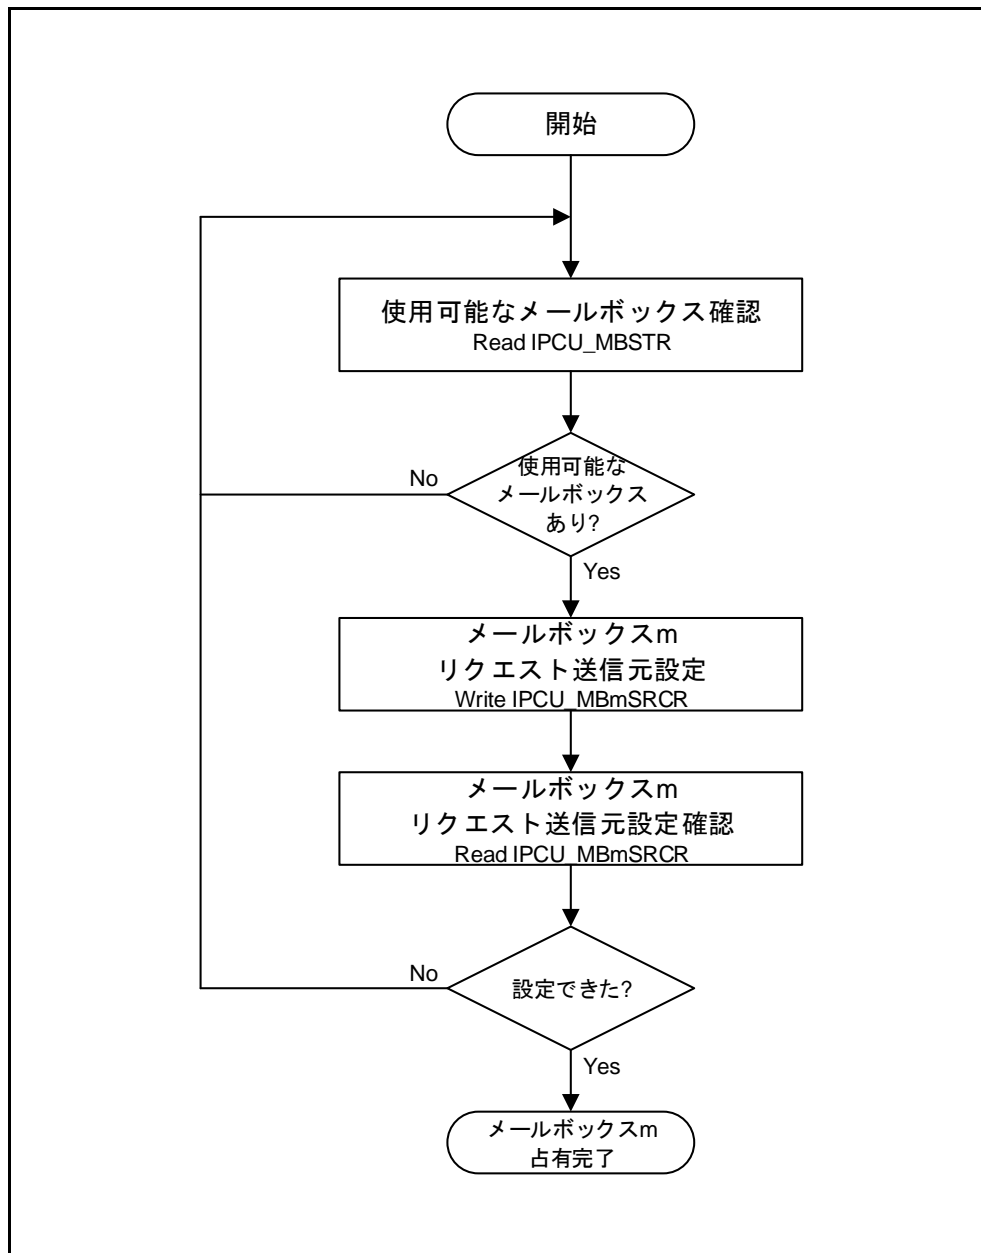 開始
使用可能なメールボックス確認
Read IPCU_MBSTR
No
使用可能な
メールボックス
あり?
Yes
メールボックスm
リクエスト送信元設定
Write IPCU_MBmSRCR
メールボックスm
リクエスト送信元設定確認
Read IPCU_MBmSRCR
No
設定できた?
Yes
メールボックスm
占有完了